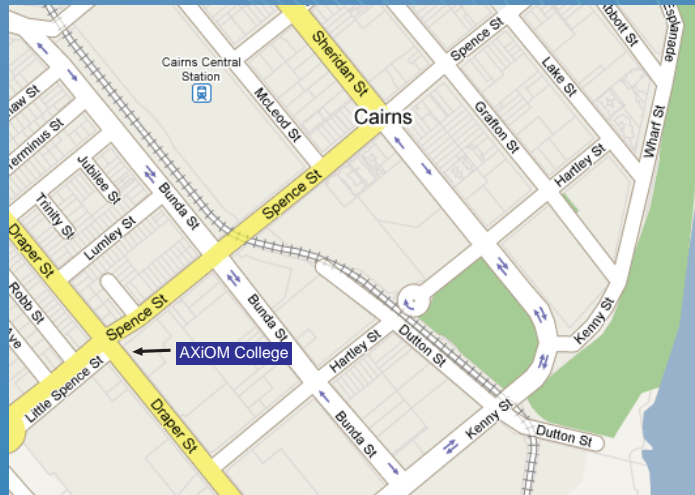 Esplanade
Abbott St
Spence St
Sheridan St
Cairns Central
Station
Lake St
McLeod St
Grafton St
Cairns
Wharf St
Terminus St
Hartley St
Jubilee St
Bunda St
Spence St
Trinity St
Lumley St
Draper St
Robb St
Ave
Spence St
Bunda St
Kenny St
Dutton St
Hartley St
AXiOM College
Little Spence St
Draper St
Bunda St
Kenny St
Dutton St